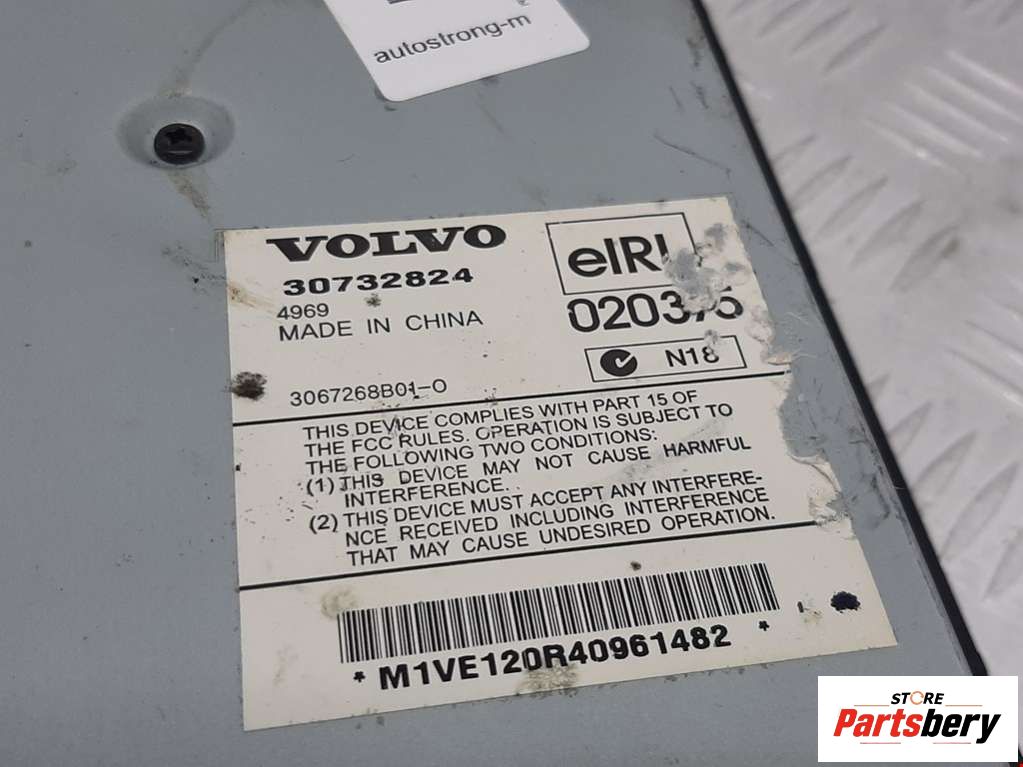 autostrong-m
VOLVO
30732824
4969
MADE IN CHINA
020375
N18
3067268B01-O
THIS DEVICE COMPLIES WITH PART 15 OF
THE FCC RULES. OPERATION IS SUBJECT TO
THE FOLLOWING TWO CONDITIONS:
(1) THIS DEVICE MAY NOT CAUSE HARMFUL
INTERFERENCE.
(2) THIS DEVICE MUST ACCEPT ANY INTERFERE-
NCE RECEIVED INCLUDING INTERFERENCE
THAT MAY CAUSE UNDESIRED OPERATION.
* M1VE120R40961482 *
STORE
Partsbery